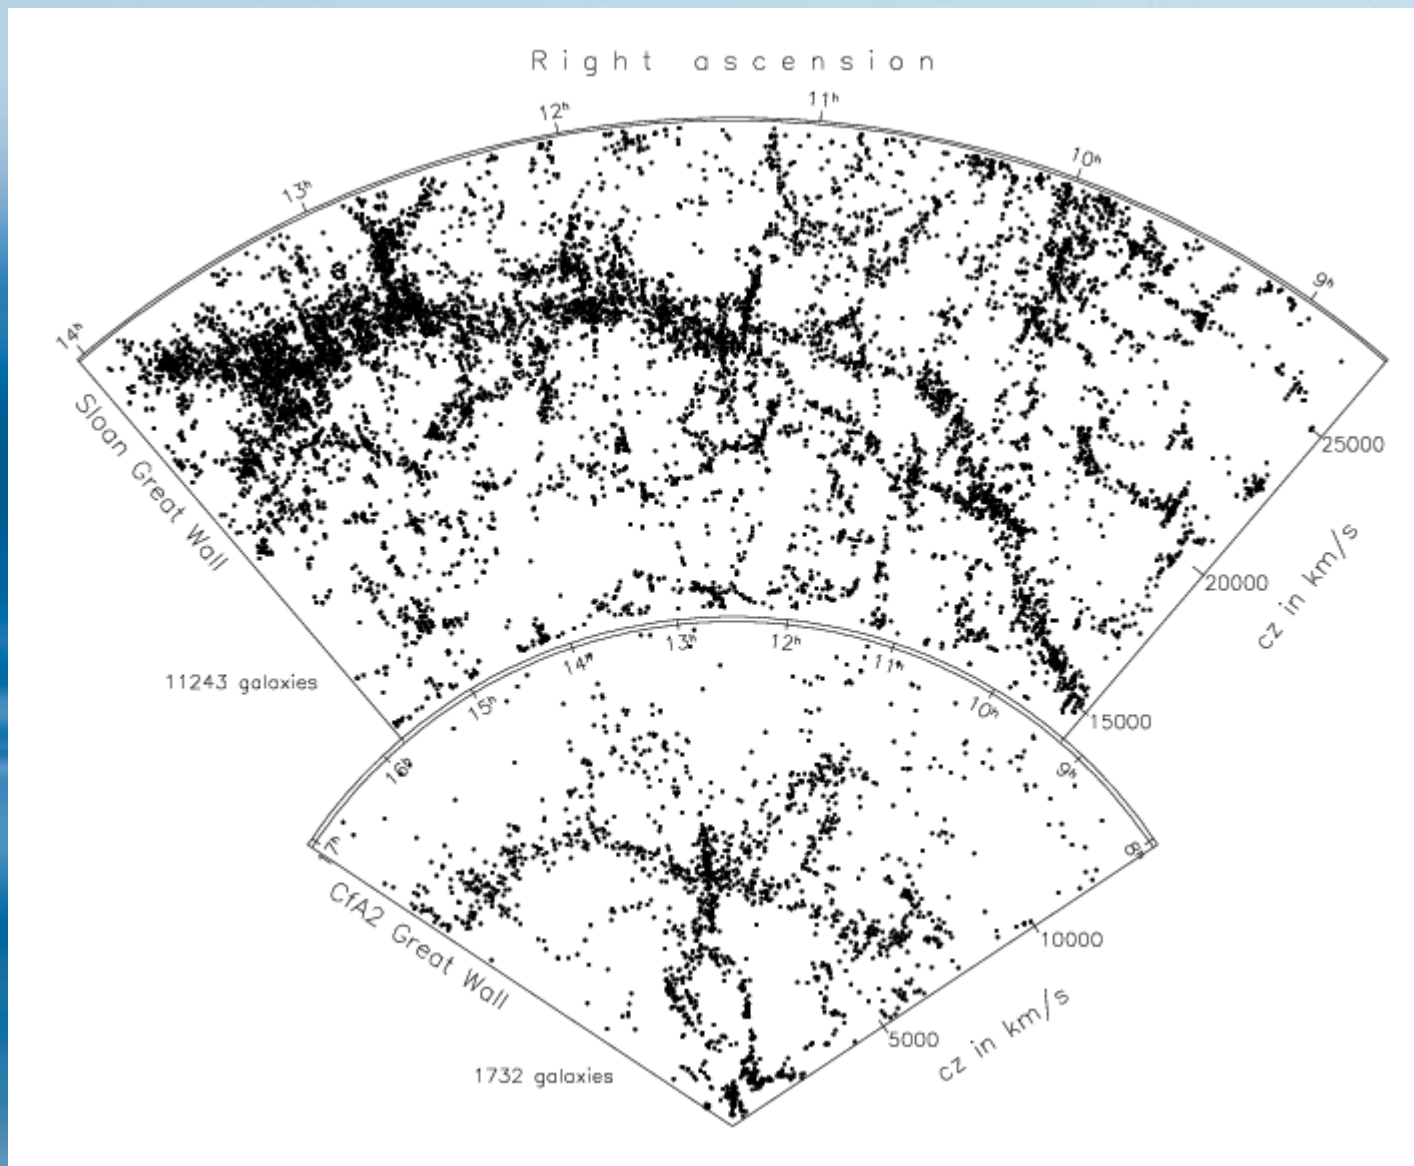 Right ascension
14ʰ
13ʰ
12ʰ
11ʰ
10ʰ
9ʰ
Sloan Great Wall
25000
20000
15000
cz in km/s
11243 galaxies
17ʰ
16ʰ
15ʰ
14ʰ
13ʰ
12ʰ
11ʰ
10ʰ
9ʰ
8ʰ
CfA2 Great Wall
10000
5000
cz in km/s
1732 galaxies